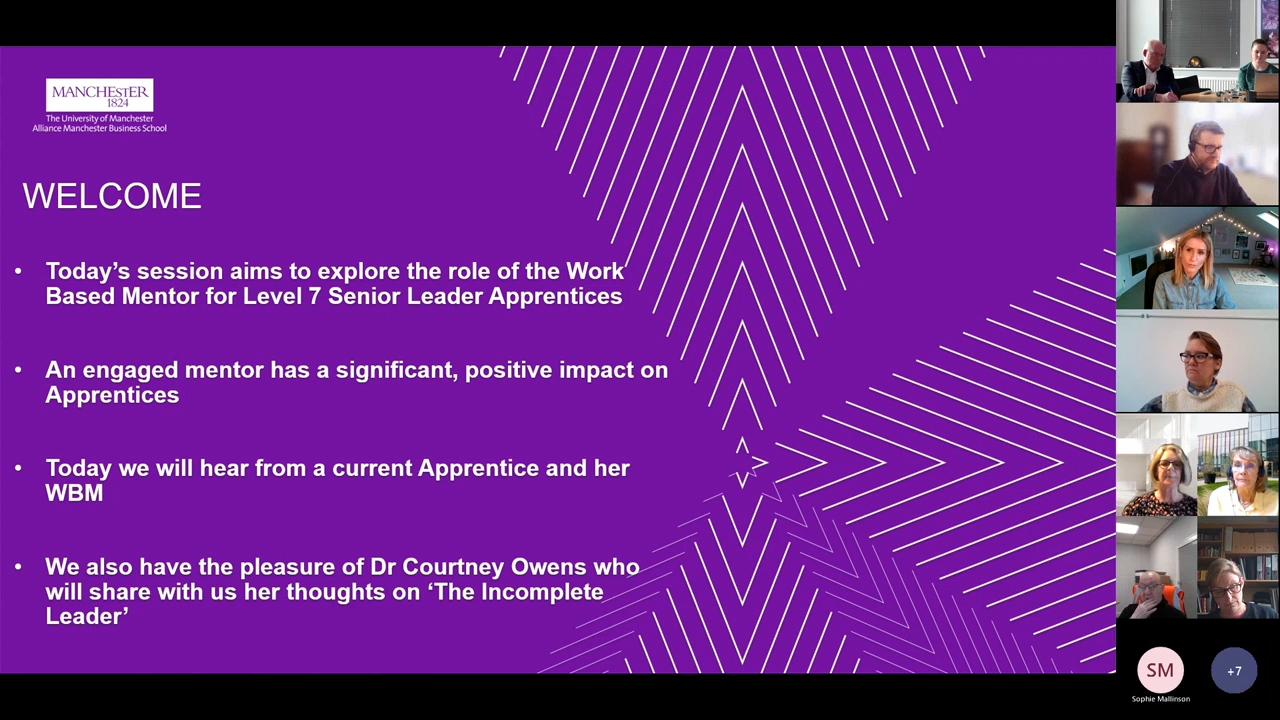 MANCHESTER
1824
The University of Manchester
Alliance Manchester Business School
WELCOME
• Today’s session aims to explore the role of the Work
Based Mentor for Level 7 Senior Leader Apprentices
• An engaged mentor has a significant, positive impact on
Apprentices
• Today we will hear from a current Apprentice and her
WBM
• We also have the pleasure of Dr Courtney Owens who
will share with us her thoughts on ‘The Incomplete
Leader’
SM
+7
Sophie Mallinson